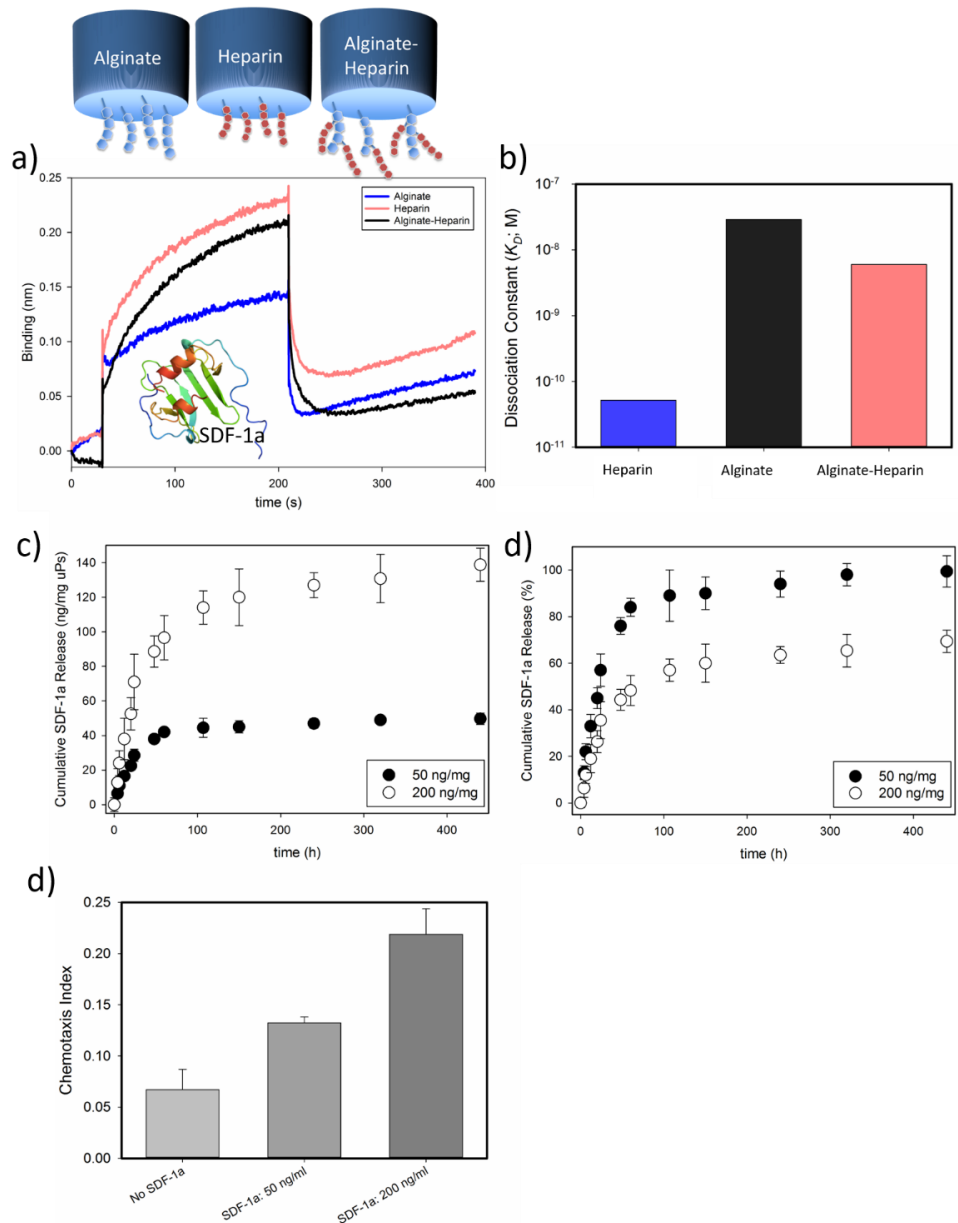 Alginate
Heparin
Alginate-
Heparin
a)
0.25
0.20
0.15
0.10
0.05
0.00
Binding (nm)
Alginate
Heparin
Alginate-Heparin
SDF-1a
0
100
200
300
400
time (s)
b)
10-7
10-8
10-9
10-10
10-11
Dissociation Constant (KD; M)
Heparin
Alginate
Alginate-Heparin
c)
140
120
100
80
60
40
20
0
Cumulative SDF-1a Release (ng/mg uPs)
50 ng/mg
200 ng/mg
0
100
200
300
400
time (h)
d)
100
80
60
40
20
0
Cumulative SDF-1a Release (%)
50 ng/mg
200 ng/mg
0
100
200
300
400
time (h)
d)
0.25
0.20
0.15
0.10
0.05
0.00
Chemotaxis Index
No SDF-1a
SDF-1a: 50 ng/ml
SDF-1a: 200 ng/ml